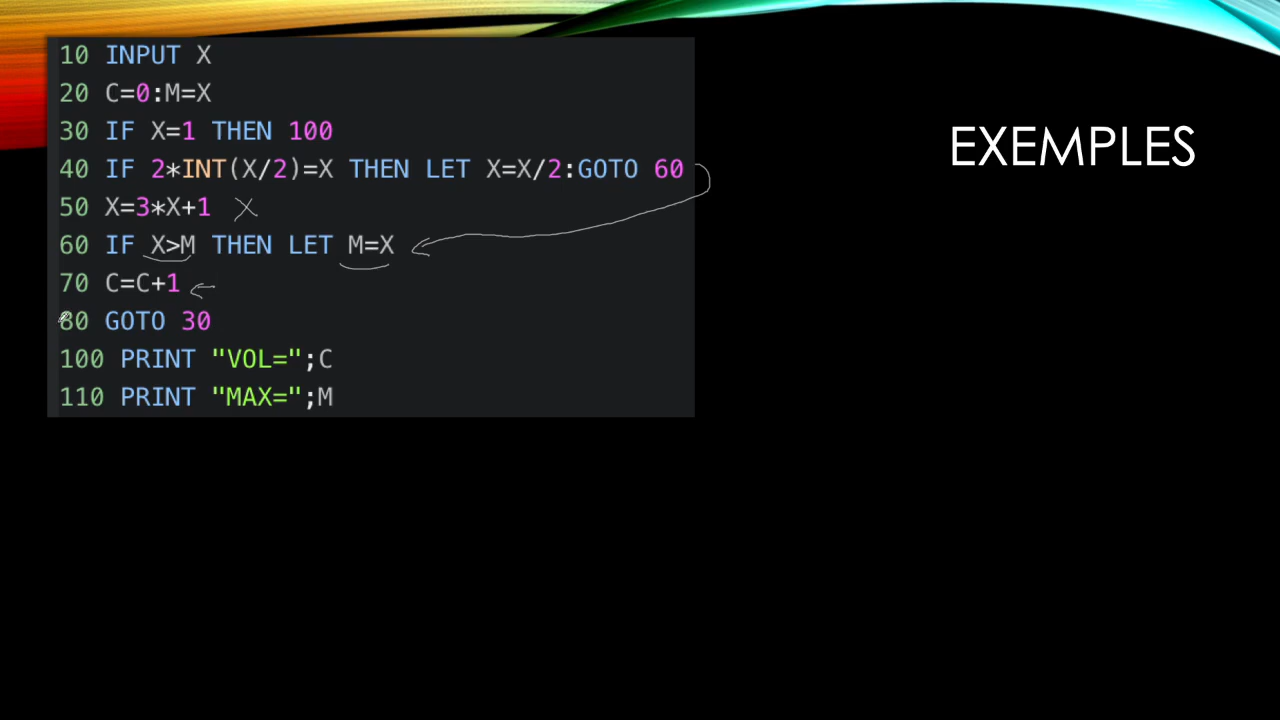 10 INPUT X
20 C=0:M=X
30 IF X=1 THEN 100
40 IF 2*INT(X/2)=X THEN LET X=X/2:GOTO 60
50 X=3*X+1
60 IF X>M THEN LET M=X
70 C=C+1
80 GOTO 30
100 PRINT "VOL=";C
110 PRINT "MAX=";M
EXEMPLES